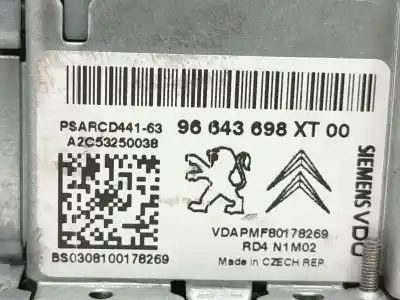 PSARCD441-63 96 643 698 XT 00
A2C53250038
SIEMENS VDO
VDAPMF80178269
RD4 N1M02
BS0308100178269 Made in CZECH REP.